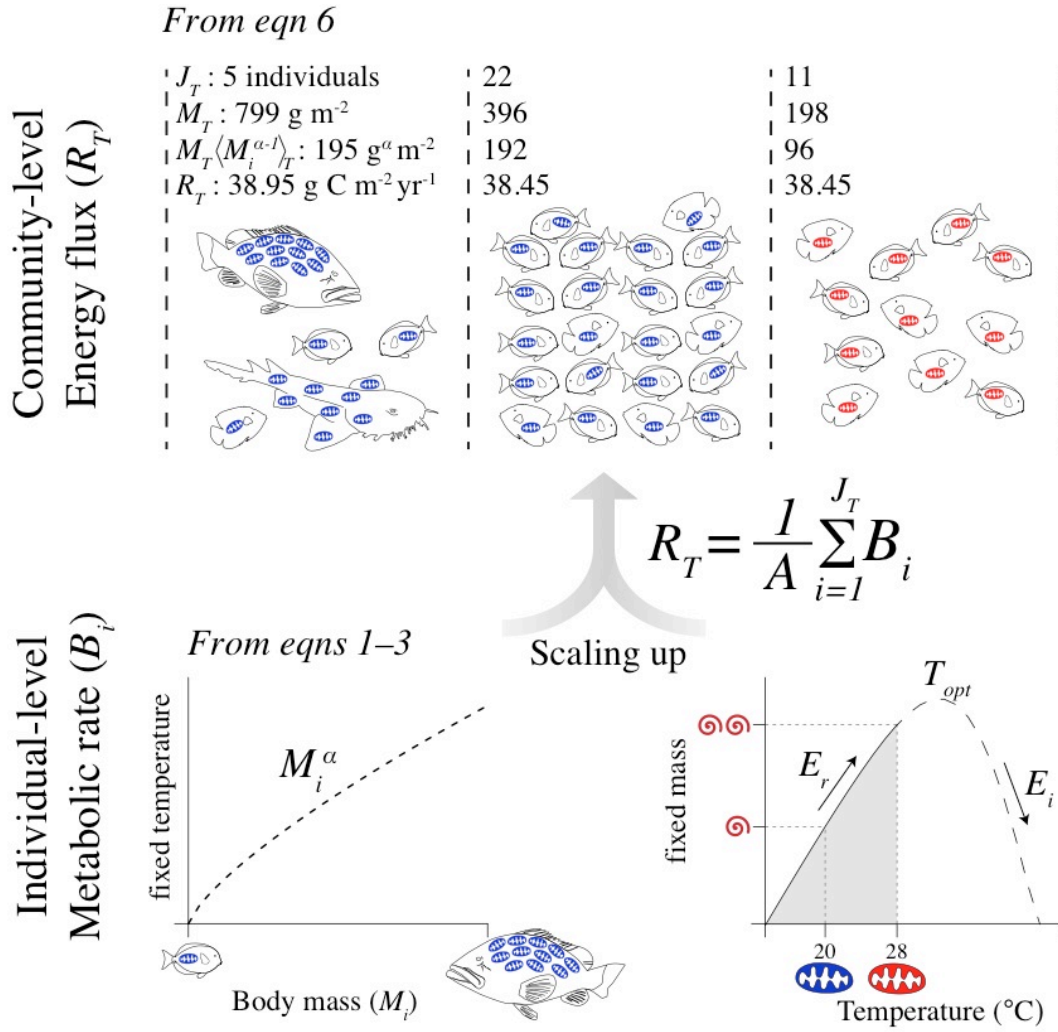 From eqn 6
Community-level
Energy flux (R_T)
J_T : 5 individuals
M_T : 799 g m^-2
M_T⟨M_i^α-1⟩_T : 195 g^α m^-2
R_T : 38.95 g C m^-2 yr^-1
22
396
192
38.45
11
198
96
38.45
R_T = 1/A ∑_{i=1}^{J_T} B_i
Scaling up
Individual-level
Metabolic rate (B_i)
From eqns 1–3
fixed temperature
M_i^α
Body mass (M_i)
fixed mass
E_r
T_opt
E_i
20
28
Temperature (°C)